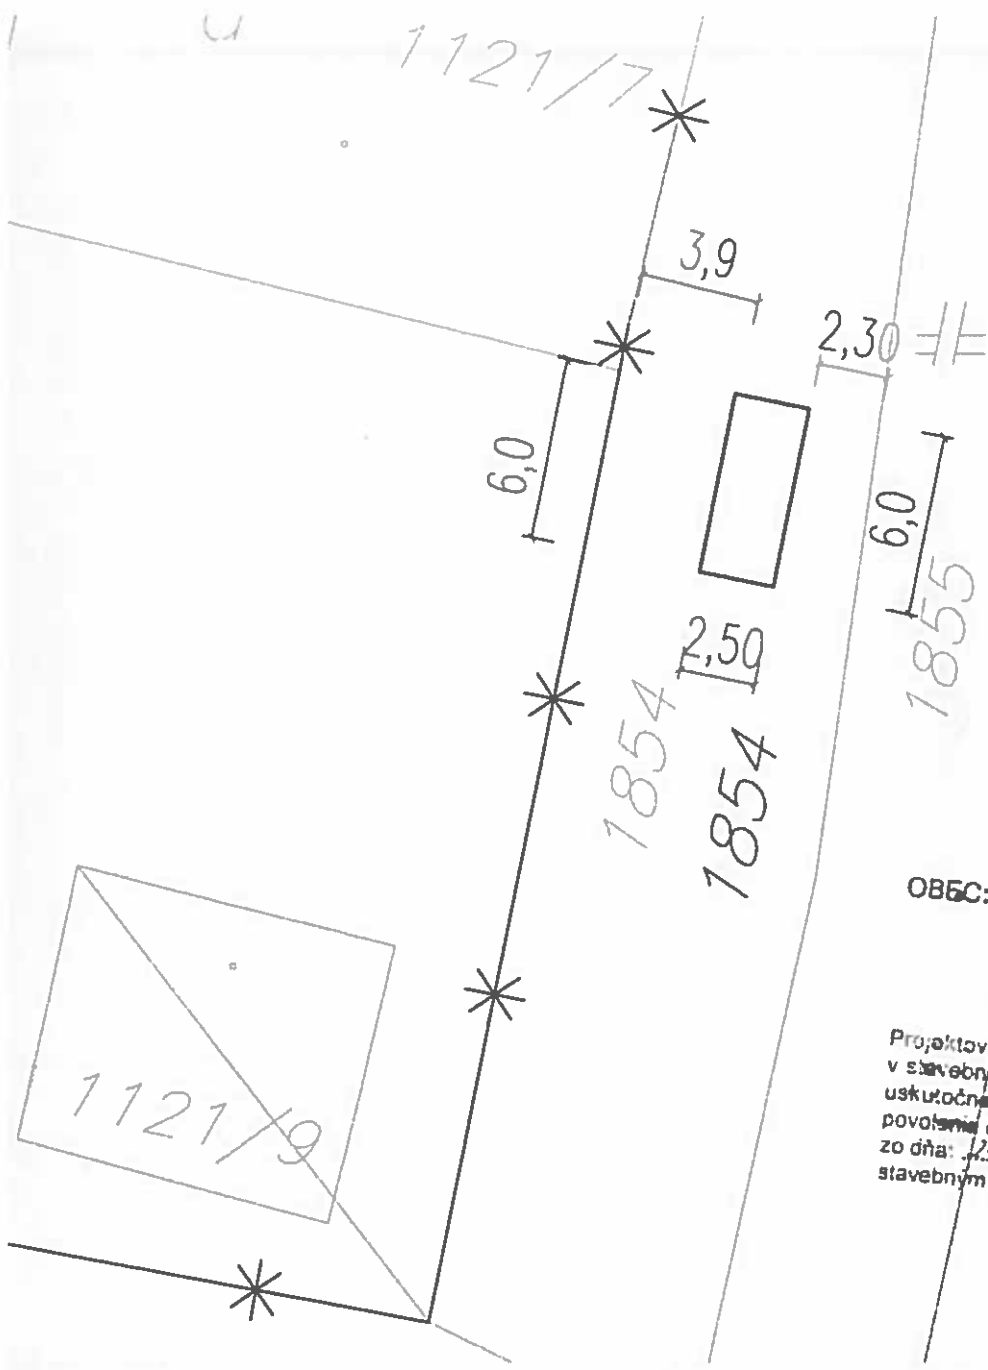 1121/7
3,9
2,30
6,0
6,0
1855
2,50
1854
1854
OBEC:
1121/9
Projektov
v stavebn
uskutočn
povolenia
zo dňa:
stavebným